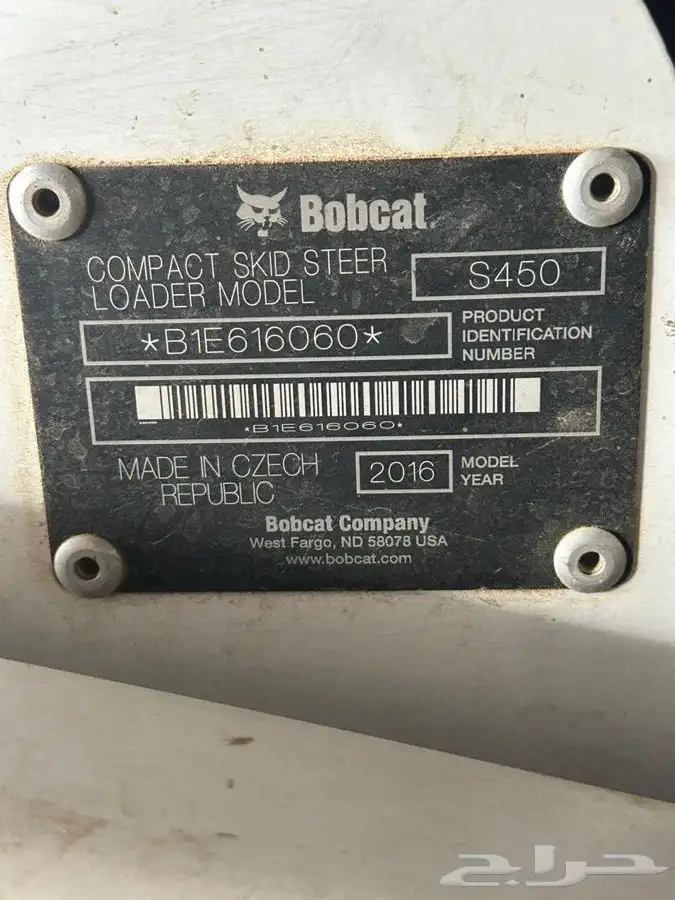 Bobcat
COMPACT SKID STEER
LOADER MODEL
S450
*B1E616060*
PRODUCT
IDENTIFICATION
NUMBER
*B1E616060*
MADE IN CZECH
REPUBLIC
2016
MODEL
YEAR
Bobcat Company
West Fargo, ND 58078 USA
www.bobcat.com
حراج